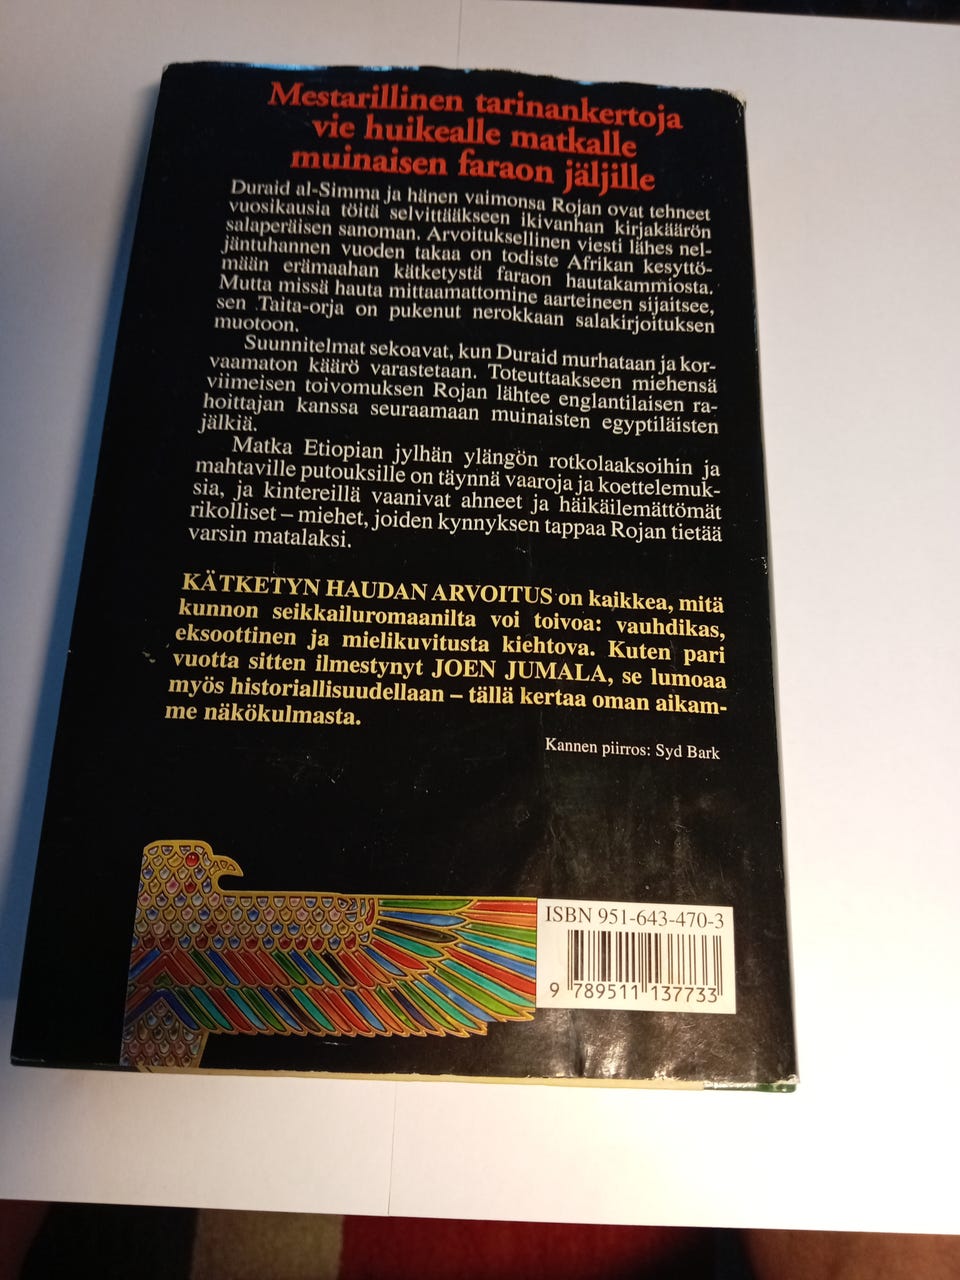 Mestarillinen tarinankertoja
vie huikealle matkalle
muinaisen faraon jäljille
Duraid al-Simma ja hänen vaimonsa Rojan ovat tehneet
vuosikausia töitä selvittääkseen ikivanhan kirjakäärön
salaperäisen sanoman. Arvoituksellinen viesti lähes nel-
jäntuhannen vuoden takaa on todiste Afrikan kesyttö-
mään erämaahan kätketystä faraon hautakammiosta.
Mutta missä hauta mittaamattomine aarteineen sijaitsee,
sen Taita-orja on pukenut nerokkaan salakirjoituksen
muotoon.
Suunnitelmat sekoavat, kun Duraid murhataan ja kor-
vaamaton käärö varastetaan. Toteuttaakseen miehensä
viimeisen toivomuksen Rojan lähtee englantilaisen ra-
hoittajan kanssa seuraamaan muinaisten egyptiläisten
jälkiä.
Matka Etiopian jylhän ylängön rotkolaaksoihin ja
mahtaville putouksille on täynnä vaaroja ja koettelemuk-
sia, ja kintereillä vaanivat ahneet ja häikäilemättömät
rikolliset – miehet, joiden kynnyksen tappaa Rojan tietää
varsin matalaksi.
KÄTKETYN HAUDAN ARVOITUS on kaikkea, mitä
kunnon seikkailuromaanilta voi toivoa: vauhdikas,
eksoottinen ja mielikuvitusta kiehtova. Kuten pari
vuotta sitten ilmestynyt JOEN JUMALA, se lumoaa
myös historiallisuudellaan – tällä kertaa oman aikam-
me näkökulmasta.
Kannen piirros: Syd Bark
ISBN 951-643-470-3
9 789511 137733